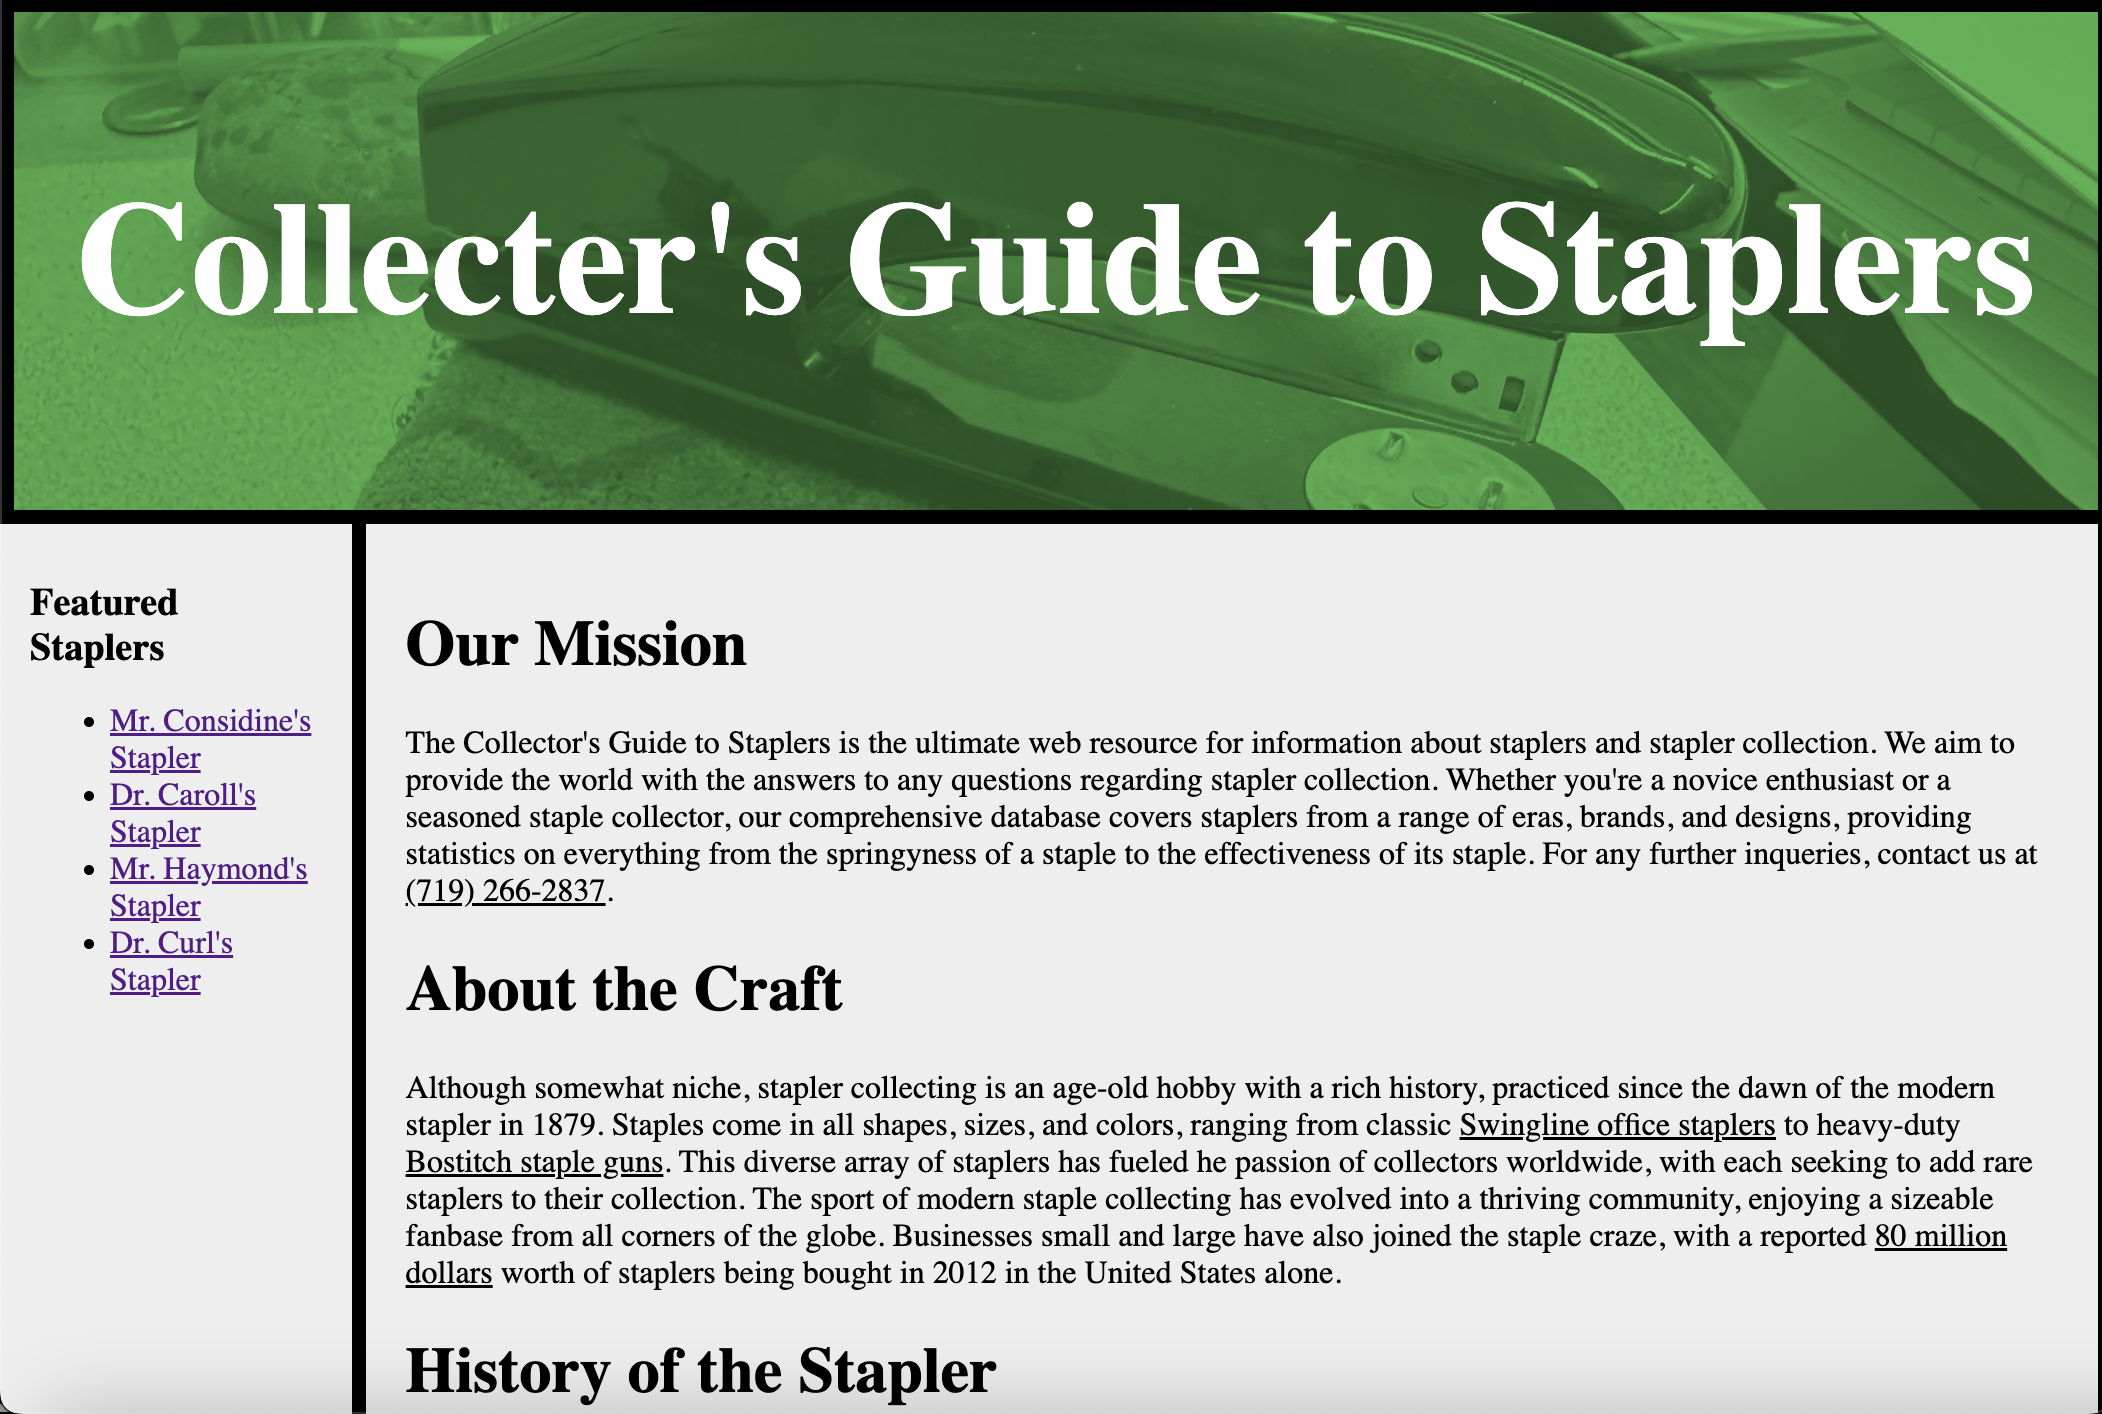 Collecter's Guide to Staplers
Featured
Staplers
Mr. Considine's
Stapler
Dr. Caroll's
Stapler
Mr. Haymond's
Stapler
Dr. Curl's
Stapler
Our Mission
The Collector's Guide to Staplers is the ultimate web resource for information about staplers and stapler collection. We aim to
provide the world with the answers to any questions regarding stapler collection. Whether you're a novice enthusiast or a
seasoned staple collector, our comprehensive database covers staplers from a range of eras, brands, and designs, providing
statistics on everything from the springyness of a staple to the effectiveness of its staple. For any further inqueries, contact us at
(719) 266-2837.
About the Craft
Although somewhat niche, stapler collecting is an age-old hobby with a rich history, practiced since the dawn of the modern
stapler in 1879. Staples come in all shapes, sizes, and colors, ranging from classic Swingline office staplers to heavy-duty
Bostitch staple guns. This diverse array of staplers has fueled he passion of collectors worldwide, with each seeking to add rare
staplers to their collection. The sport of modern staple collecting has evolved into a thriving community, enjoying a sizeable
fanbase from all corners of the globe. Businesses small and large have also joined the staple craze, with a reported 80 million
dollars worth of staplers being bought in 2012 in the United States alone.
History of the Stapler